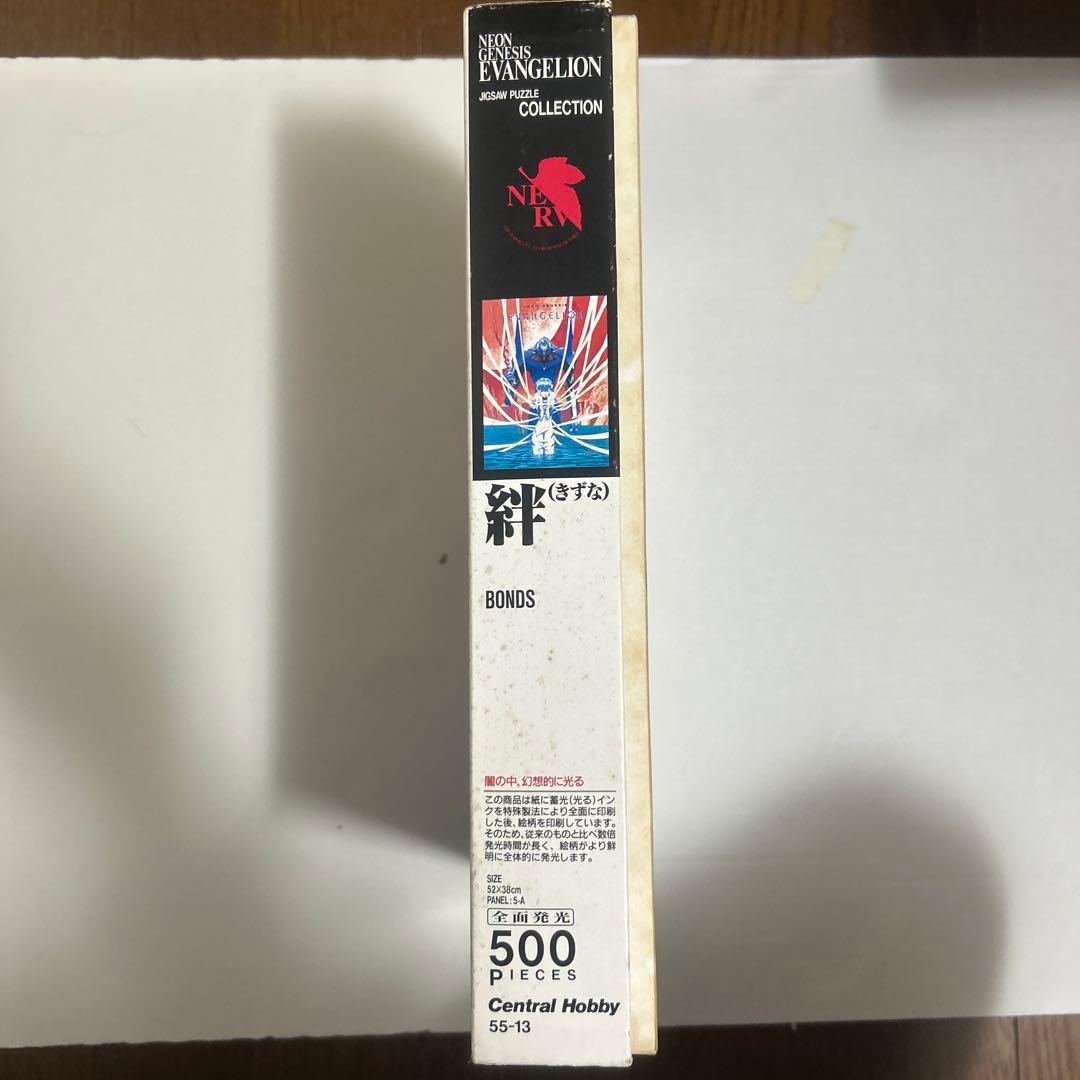 NEON
GENESIS
EVANGELION
JIGSAW PUZZLE
COLLECTION
NE
RV
NEON GENESIS
EVANGELION
絆(きずな)
BONDS
闇の中、幻想的に光る
この商品は紙に蓄光(光る)イン
クを特殊製法により全面に印刷
した後、絵柄を印刷しています。
そのため、従来のものと比べ数倍
発光時間が長く、絵柄がより鮮
明に全体的に発光します。
SIZE
52×38cm
PANEL:5-A
全面発光
500
PIECES
Central Hobby
55-13